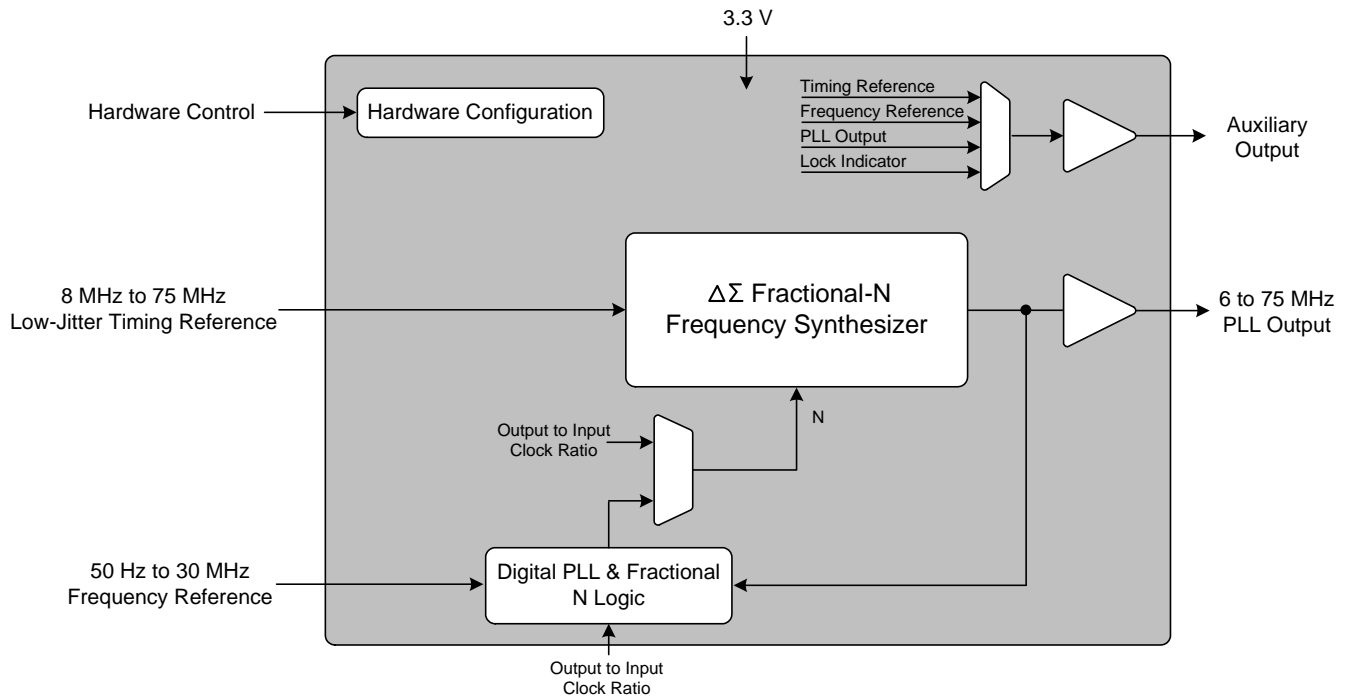 3.3 V
Hardware Control
Hardware Configuration
Timing Reference
Frequency Reference
PLL Output
Lock Indicator
Auxiliary
Output
8 MHz to 75 MHz
Low-Jitter Timing Reference
ΔΣ Fractional-N
Frequency Synthesizer
6 to 75 MHz
PLL Output
N
Output to Input
Clock Ratio
50 Hz to 30 MHz
Frequency Reference
Digital PLL & Fractional
N Logic
Output to Input
Clock Ratio